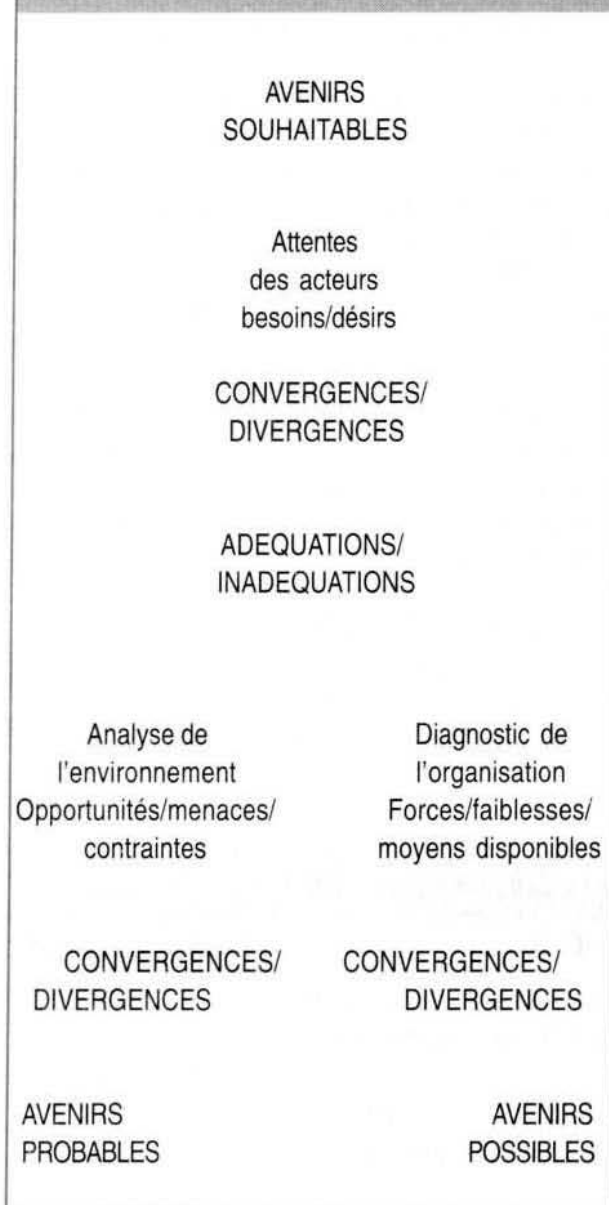 AVENIRS
SOUHAITABLES
Attentes
des acteurs
besoins/désirs
CONVERGENCES/
DIVERGENCES
ADEQUATIONS/
INADEQUATIONS
Analyse de
l'environnement
Opportunités/menaces/
contraintes
Diagnostic de
l'organisation
Forces/faiblesses/
moyens disponibles
CONVERGENCES/
DIVERGENCES
CONVERGENCES/
DIVERGENCES
AVENIRS
PROBABLES
AVENIRS
POSSIBLES